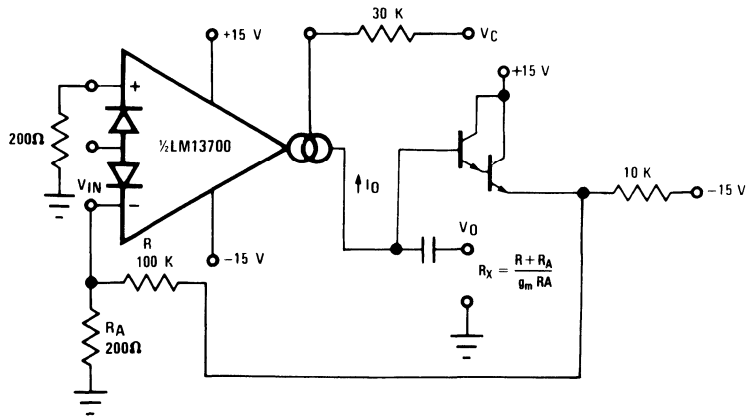 30 K
VC
+15 V
+15 V
+
200Ω
½LM13700
VIN
−
IO
10 K
−15 V
VO
R
100 K
−15 V
RX = R + RA / gm RA
RA
200Ω